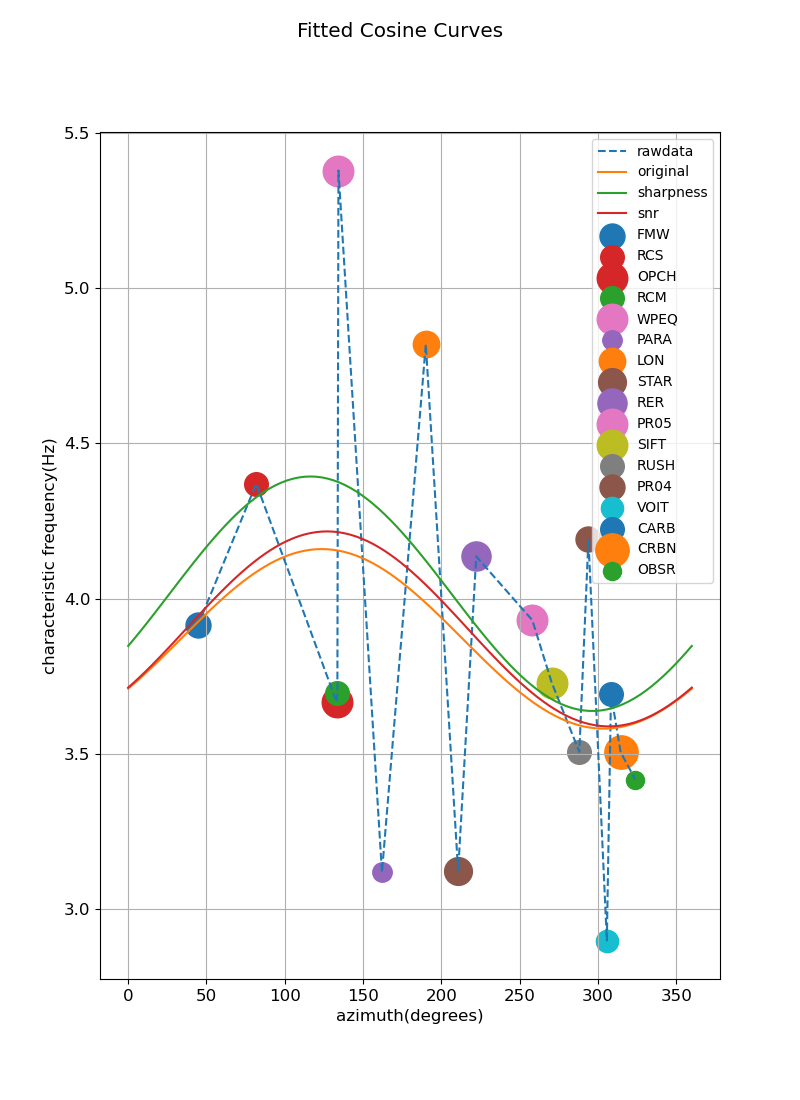 Fitted Cosine Curves
5.5
5.0
4.5
4.0
3.5
3.0
characteristic frequency(Hz)
0 50 100 150 200 250 300 350
azimuth(degrees)
rawdata
original
sharpness
snr
FMW
RCS
OPCH
RCM
WPEQ
PARA
LON
STAR
RER
PR05
SIFT
RUSH
PR04
VOIT
CARB
CRBN
OBSR